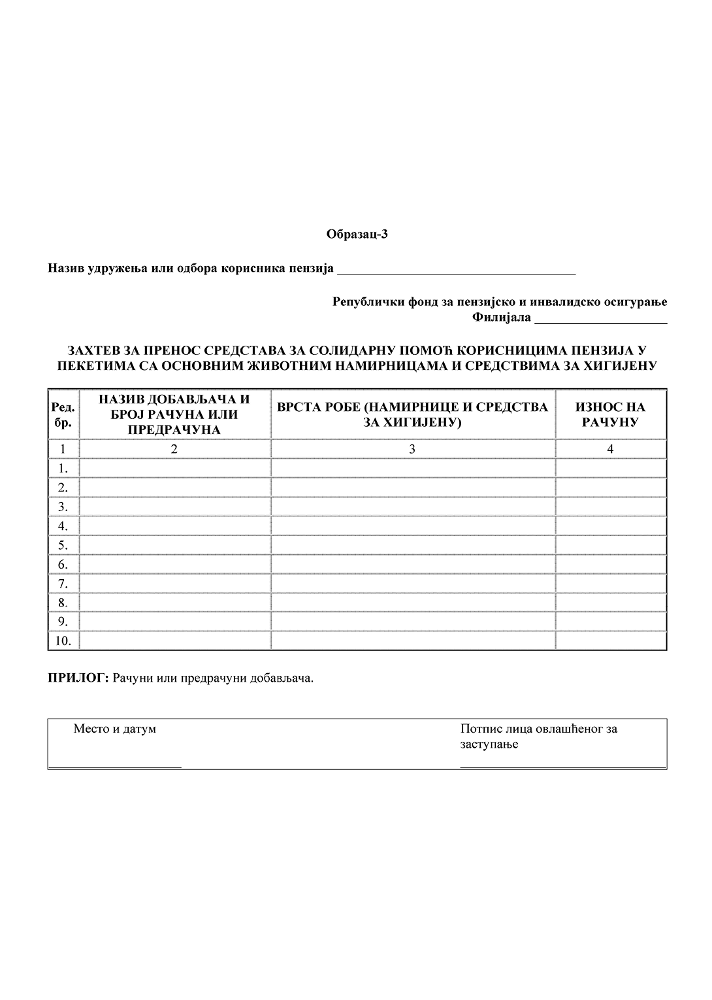 Образац-3
Назив удружења или одбора корисника пензија ____________________
Републички фонд за пензијско и инвалидско осигурање
Филијала ____________________
ЗАХТЕВ ЗА ПРЕНОС СРЕДСТАВА ЗА СОЛИДАРНУ ПОМОЋ КОРИСНИЦИМА ПЕНЗИЈА У
ПЕКЕТИМА СА ОСНОВНИМ ЖИВОТНИМ НАМИРНИЦАМА И СРЕДСТВИМА ЗА ХИГИЈЕНУ
Ред.
бр.
НАЗИВ ДОБАВЉАЧА И
БРОЈ РАЧУНА ИЛИ
ПРЕДРАЧУНА
ВРСТА РОБЕ (НАМИРНИЦЕ И СРЕДСТВА
ЗА ХИГИЈЕНУ)
ИЗНОС НА
РАЧУНУ
1 2 3 4
1.
2.
3.
4.
5.
6.
7.
8.
9.
10.
ПРИЛОГ: Рачуни или предрачуни добављача.
Место и датум
Потпис лица овлашћеног за
заступање